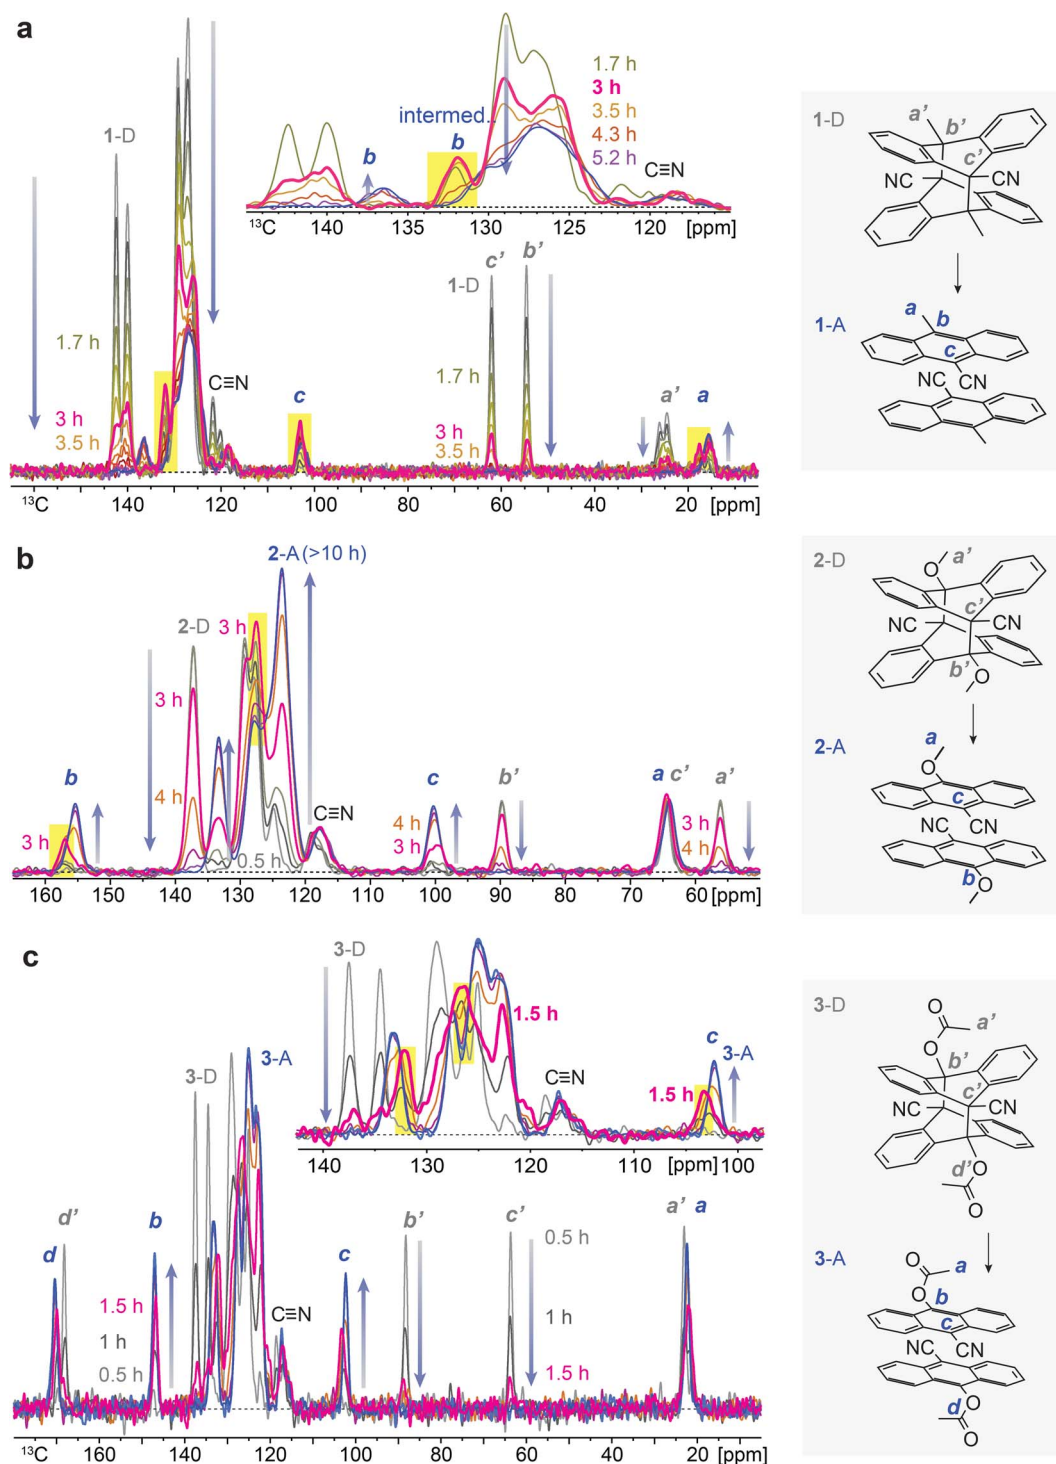 a
1-D
1.7 h
3 h
3.5 h
C≡N
c
1-D
c’
b’
1.7 h
3 h
3.5 h
a’
a
¹³C 140 120 100 80 60 40 20 [ppm]
intermed.
b
b
1.7 h
3 h
3.5 h
4.3 h
5.2 h
C≡N
¹³C 140 135 130 125 120 [ppm]
1-D
a’
b’
c’
NC
CN
1-A
a
b
c
NC
CN
b
2-A (>10 h)
2-D
3 h
3 h
4 h
b
3 h
0.5 h
C≡N
c
4 h
3 h
b’
a c’
a’
3 h
4 h
160 150 140 130 120 110 100 90 80 70 60 [ppm]
2-D
a’
O
c’
NC
CN
b’
O
2-A
a
O
c
NC
CN
b
O
c
3-D
1.5 h
C≡N
c
3-A
1.5 h
140 130 120 110 [ppm] 100
3-D
3-A
d’
d
b
1.5 h
1 h
0.5 h
C≡N
c
b’
c’
0.5 h
1 h
1.5 h
a’ a
¹³C 160 140 120 100 80 60 40 20 [ppm]
3-D
O
a’
O
b’
c’
NC
CN
d’
O
O
3-A
O
a
O
b
c
NC
CN
d
O
O